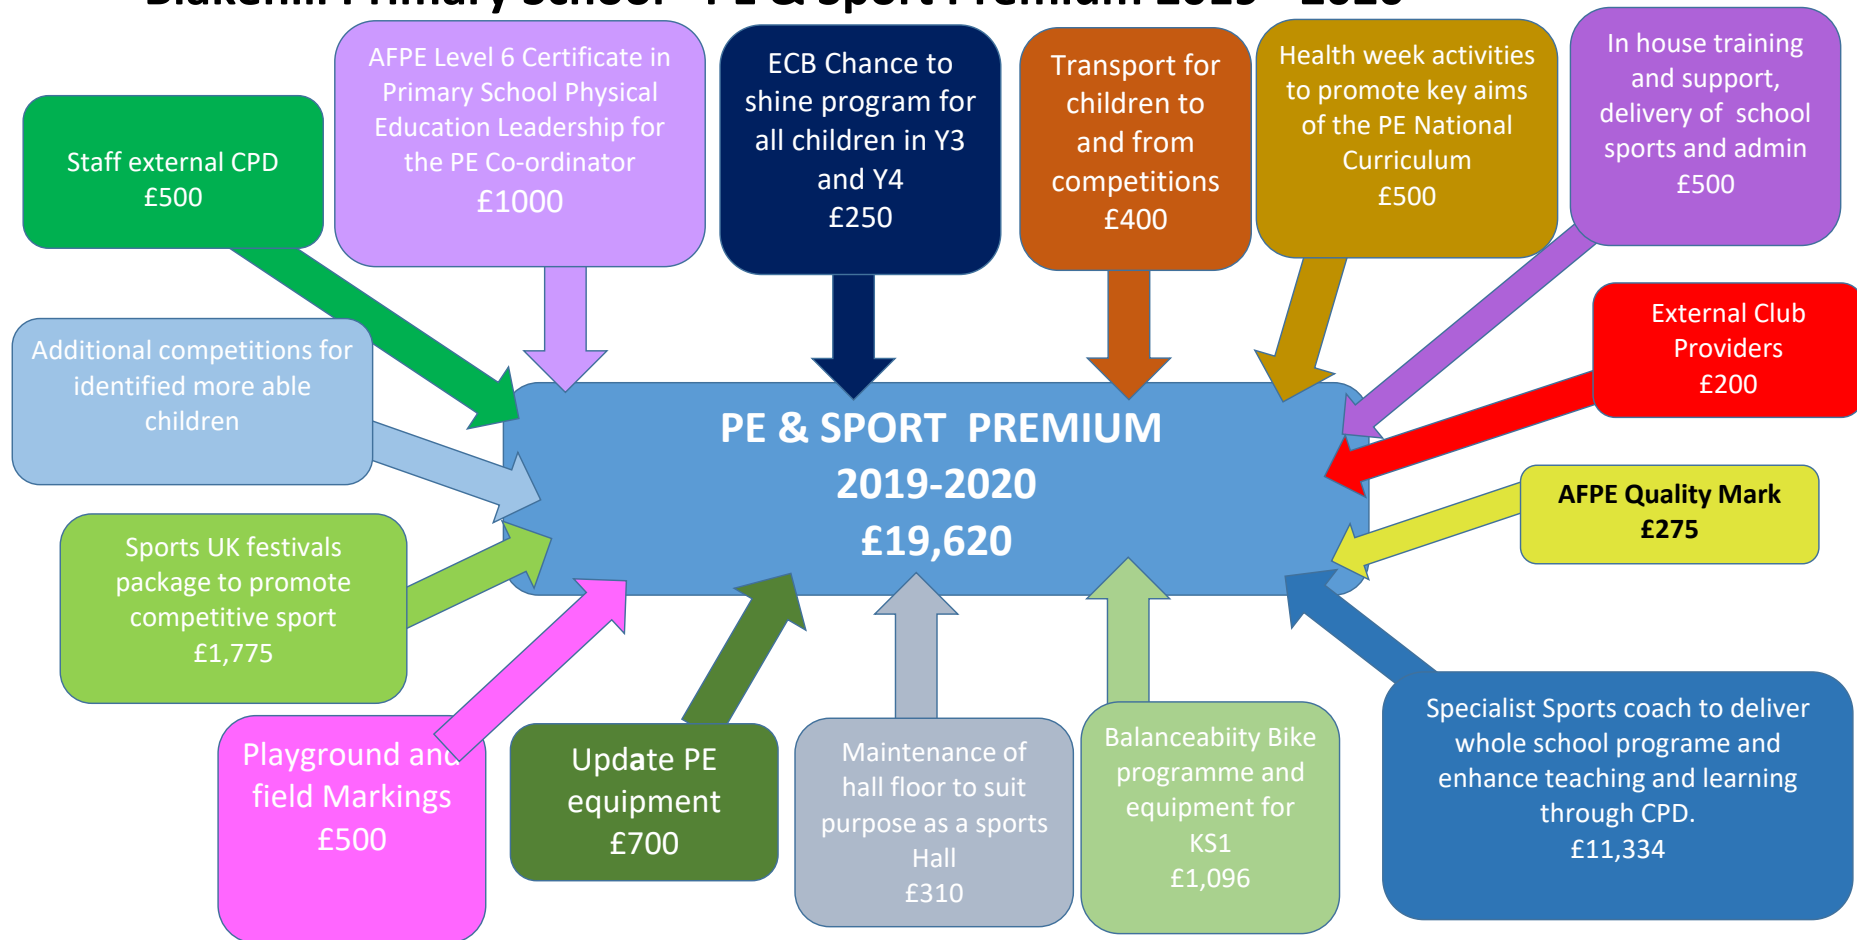 PE & Sport Premium 2019 - 2020
AFPE Level 6 Certificate in
Primary School Physical
Education Leadership for
the PE Co-ordinator
£1000
ECB Chance to
shine program for
all children in Y3
and Y4
£250
Transport for
children to
and from
competitions
£400
Health week activities
to promote key aims
of the PE National
Curriculum
£500
In house training
and support,
delivery of school
sports and admin
£500
Staff external CPD
£500
External Club
Providers
£200
Additional competitions for
identified more able
children
PE & SPORT PREMIUM
2019-2020
£19,620
AFPE Quality Mark
£275
Sports UK festivals
package to promote
competitive sport
£1,775
Playground and
field Markings
£500
Update PE
equipment
£700
Maintenance of
hall floor to suit
purpose as a sports
Hall
£310
Balanceabiity Bike
programme and
equipment for
KS1
£1,096
Specialist Sports coach to deliver
whole school programe and
enhance teaching and learning
through CPD.
£11,334